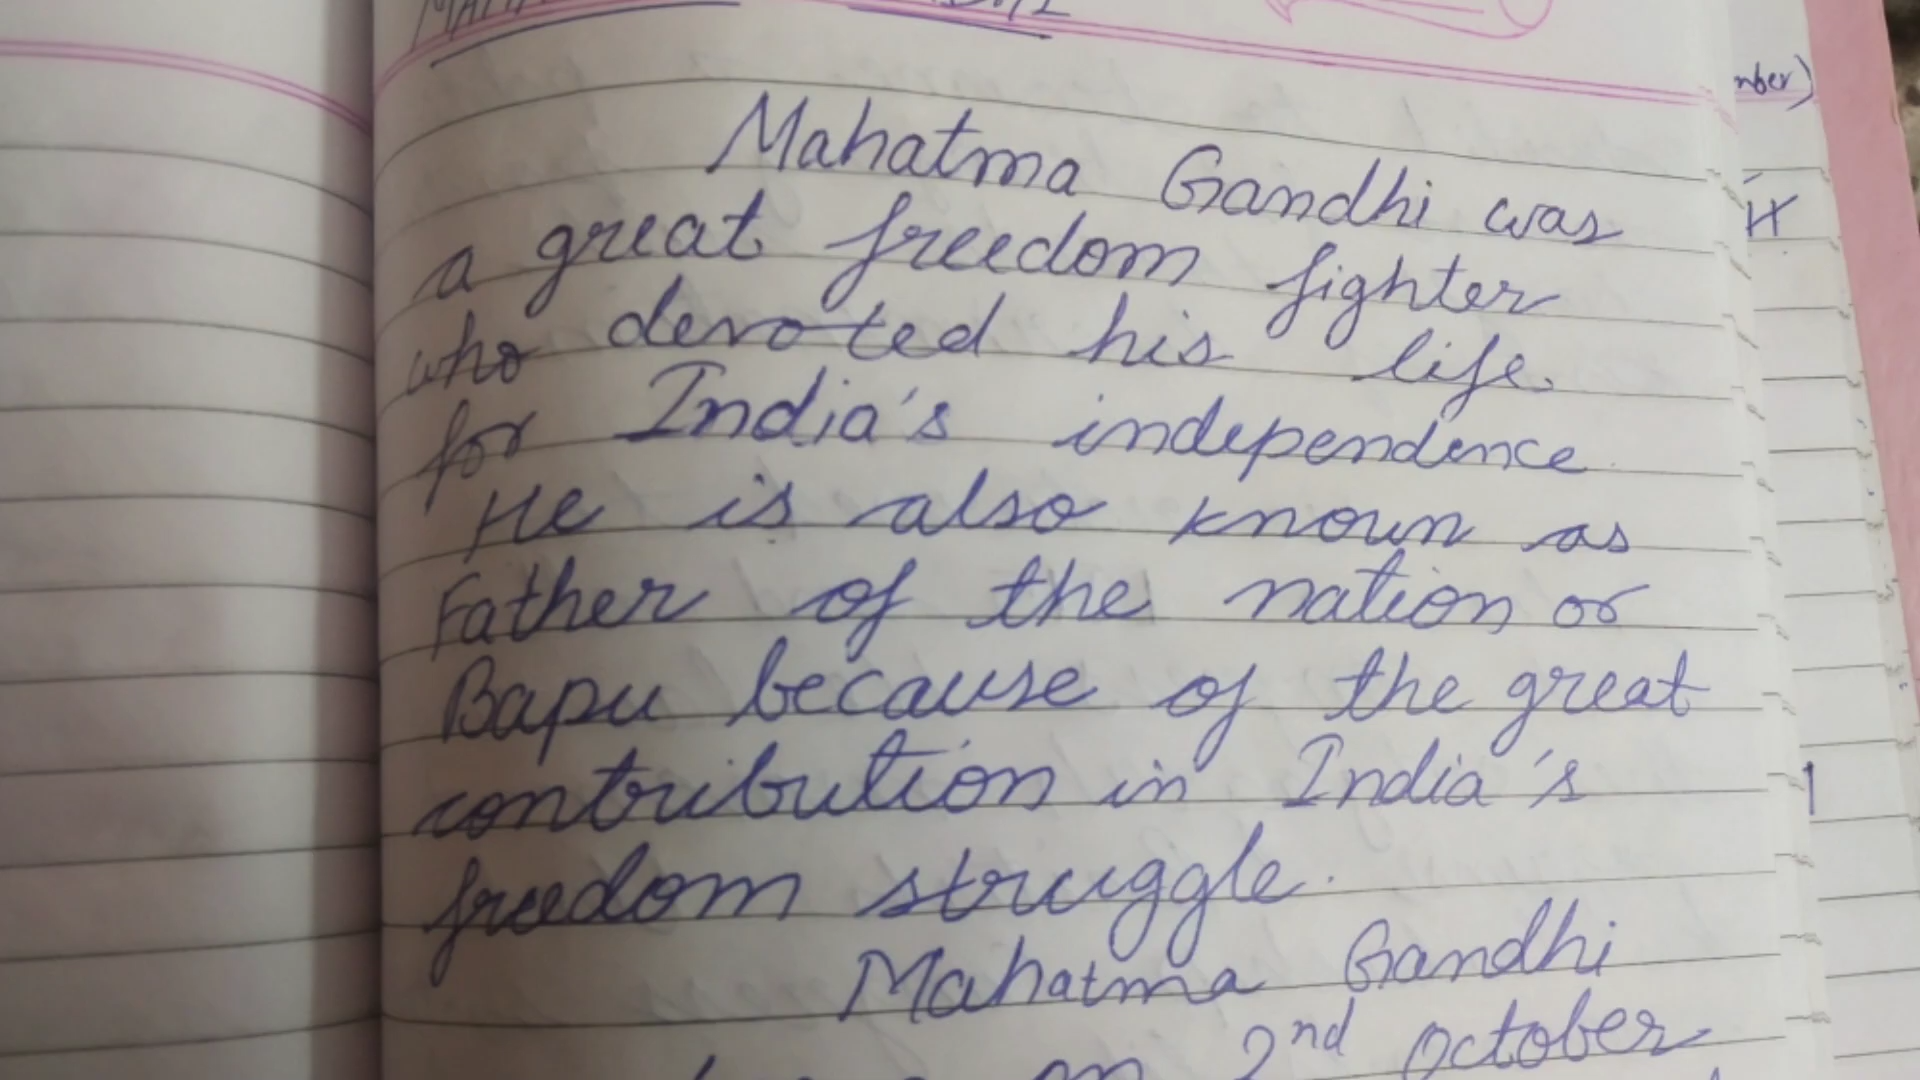 Mahatma Gandhi was
a great freedom fighter
who devoted his life
for India's independence
He is also known as
Father of the nation or
Bapu because of the great
contribution in India's
freedom struggle.
Mahatma Gandhi
on 2nd October